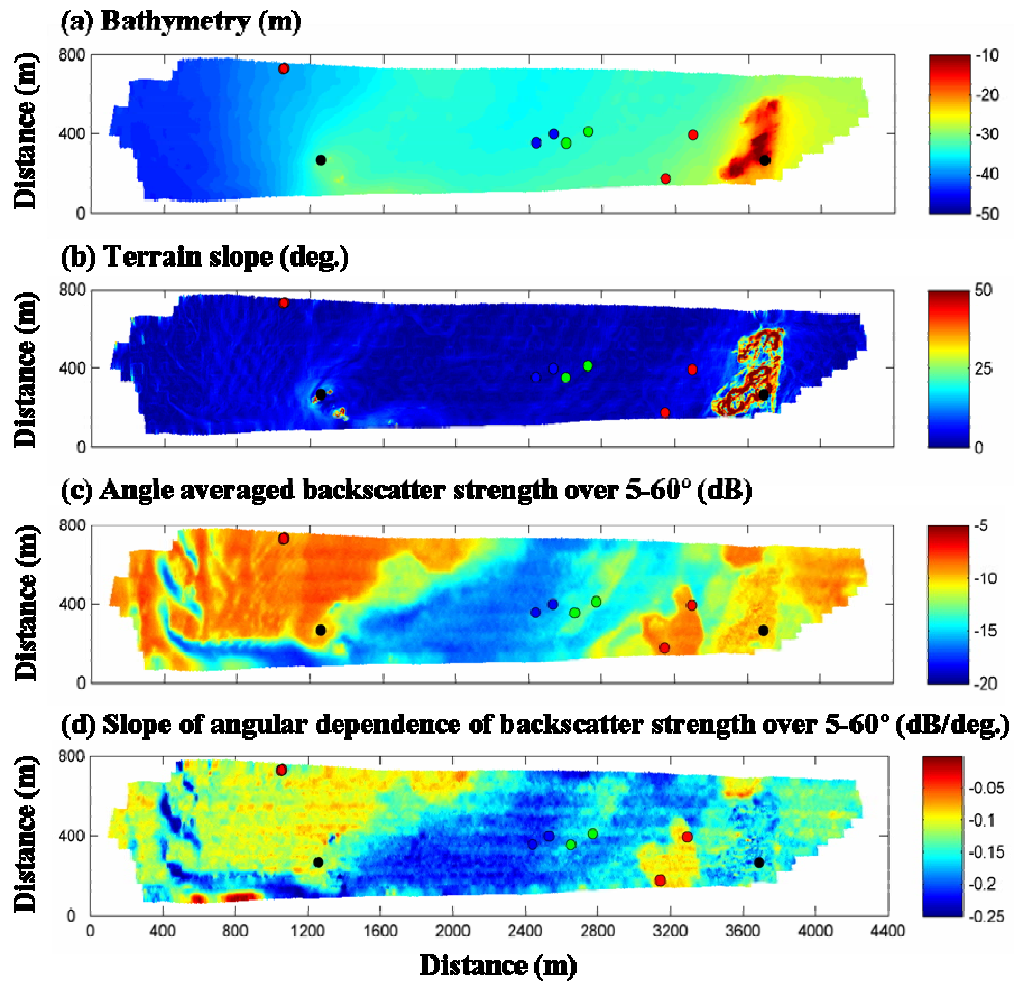 (a) Bathymetry (m)
Distance (m)
800
400
0
-10
-20
-30
-40
-50
(b) Terrain slope (deg.)
Distance (m)
800
400
0
50
25
0
(c) Angle averaged backscatter strength over 5-60° (dB)
Distance (m)
800
400
0
-5
-10
-15
-20
(d) Slope of angular dependence of backscatter strength over 5-60° (dB/deg.)
Distance (m)
800
400
0
-0.05
-0.1
-0.15
-0.2
-0.25
0 400 800 1200 1600 2000 2400 2800 3200 3600 4000 4400
Distance (m)